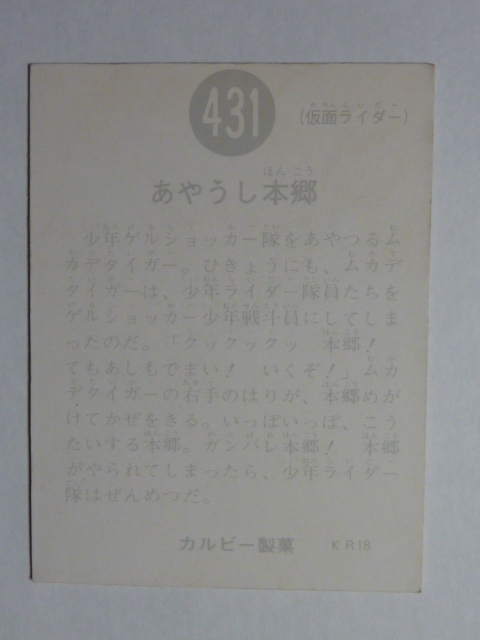 431
(仮面ライダー)
あやうし本郷
少年ゲルショッカー隊をあやつるム
カデタイガー。ひきょうにも、ムカデ
タイガーは、少年ライダー隊員たちを
ゲルショッカー少年戦斗員にしてしま
ったのだ。「クックックッ　本郷!
てもあしもでまい!　いくぞ!」ムカ
デタイガーの右手のはりが、本郷めが
けてかぜをきる。いっぱいっぱ、こう
たいする本郷。ガンバレ本郷!　本郷
がやられてしまったら、少年ライダー
隊はぜんめつだ。
カルビー製菓　KR18